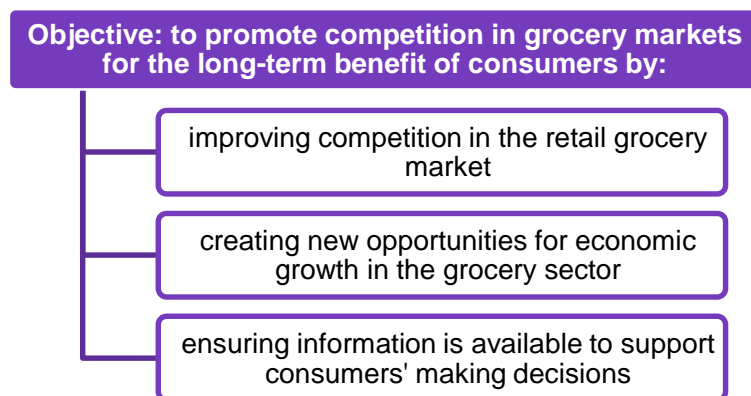 Objective: to promote competition in grocery markets
for the long-term benefit of consumers by:
improving competition in the retail grocery
market
creating new opportunities for economic
growth in the grocery sector
ensuring information is available to support
consumers' making decisions